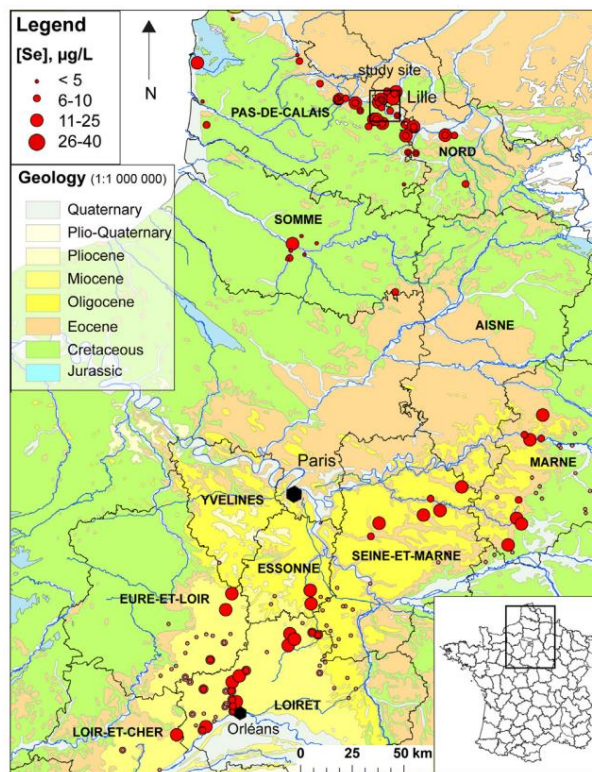 Legend
[Se], µg/L
< 5
6-10
11-25
26-40
N
Geology (1:1 000 000)
Quaternary
Plio-Quaternary
Pliocene
Miocene
Oligocene
Eocene
Cretaceous
Jurassic
study site
Lille
PAS-DE-CALAIS
NORD
SOMME
AISNE
MARNE
Paris
YVELINES
SEINE-ET-MARNE
ESSONNE
EURE-ET-LOIR
LOIRET
LOIR-ET-CHER
Orléans
0 25 50 km